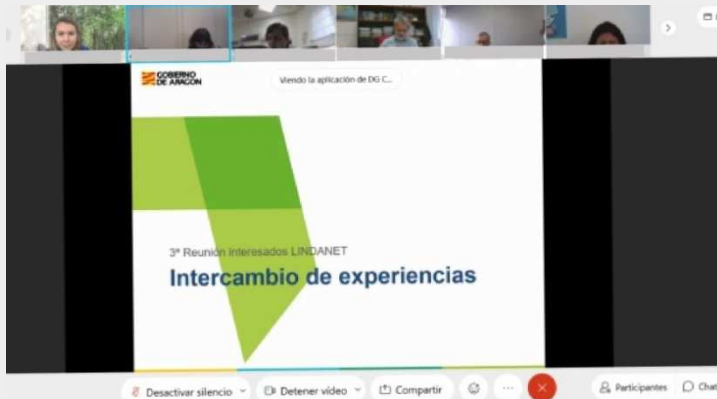 GOBIERNO
DE ARAGON
Viendo la aplicación de DG C...
3ª Reunión Interesados LINDANET
Intercambio de experiencias
Desactivar silencio
Detener vídeo
Compartir
Participantes
Chat